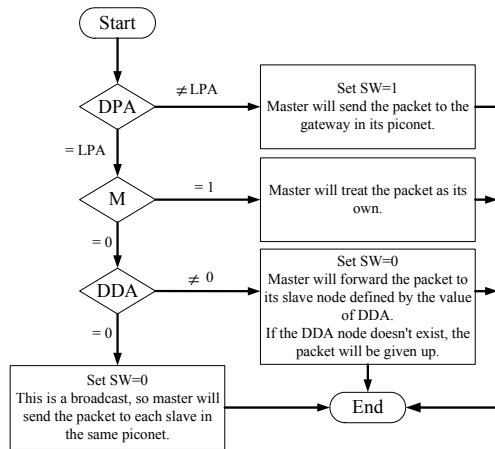 Start
DPA
≠ LPA
Set SW=1
Master will send the packet to the
gateway in its piconet.
= LPA
M
= 1
Master will treat the packet as its
own.
= 0
DDA
≠ 0
Set SW=0
Master will forward the packet to
its slave node defined by the value
of DDA.
If the DDA node doesn't exist, the
packet will be given up.
= 0
Set SW=0
This is a broadcast, so master will
send the packet to each slave in
the same piconet.
End